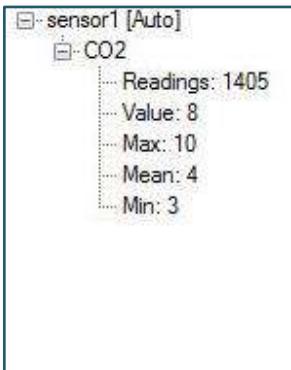 sensor1 [Auto]
CO2
Readings: 1405
Value: 8
Max: 10
Mean: 4
Min: 3